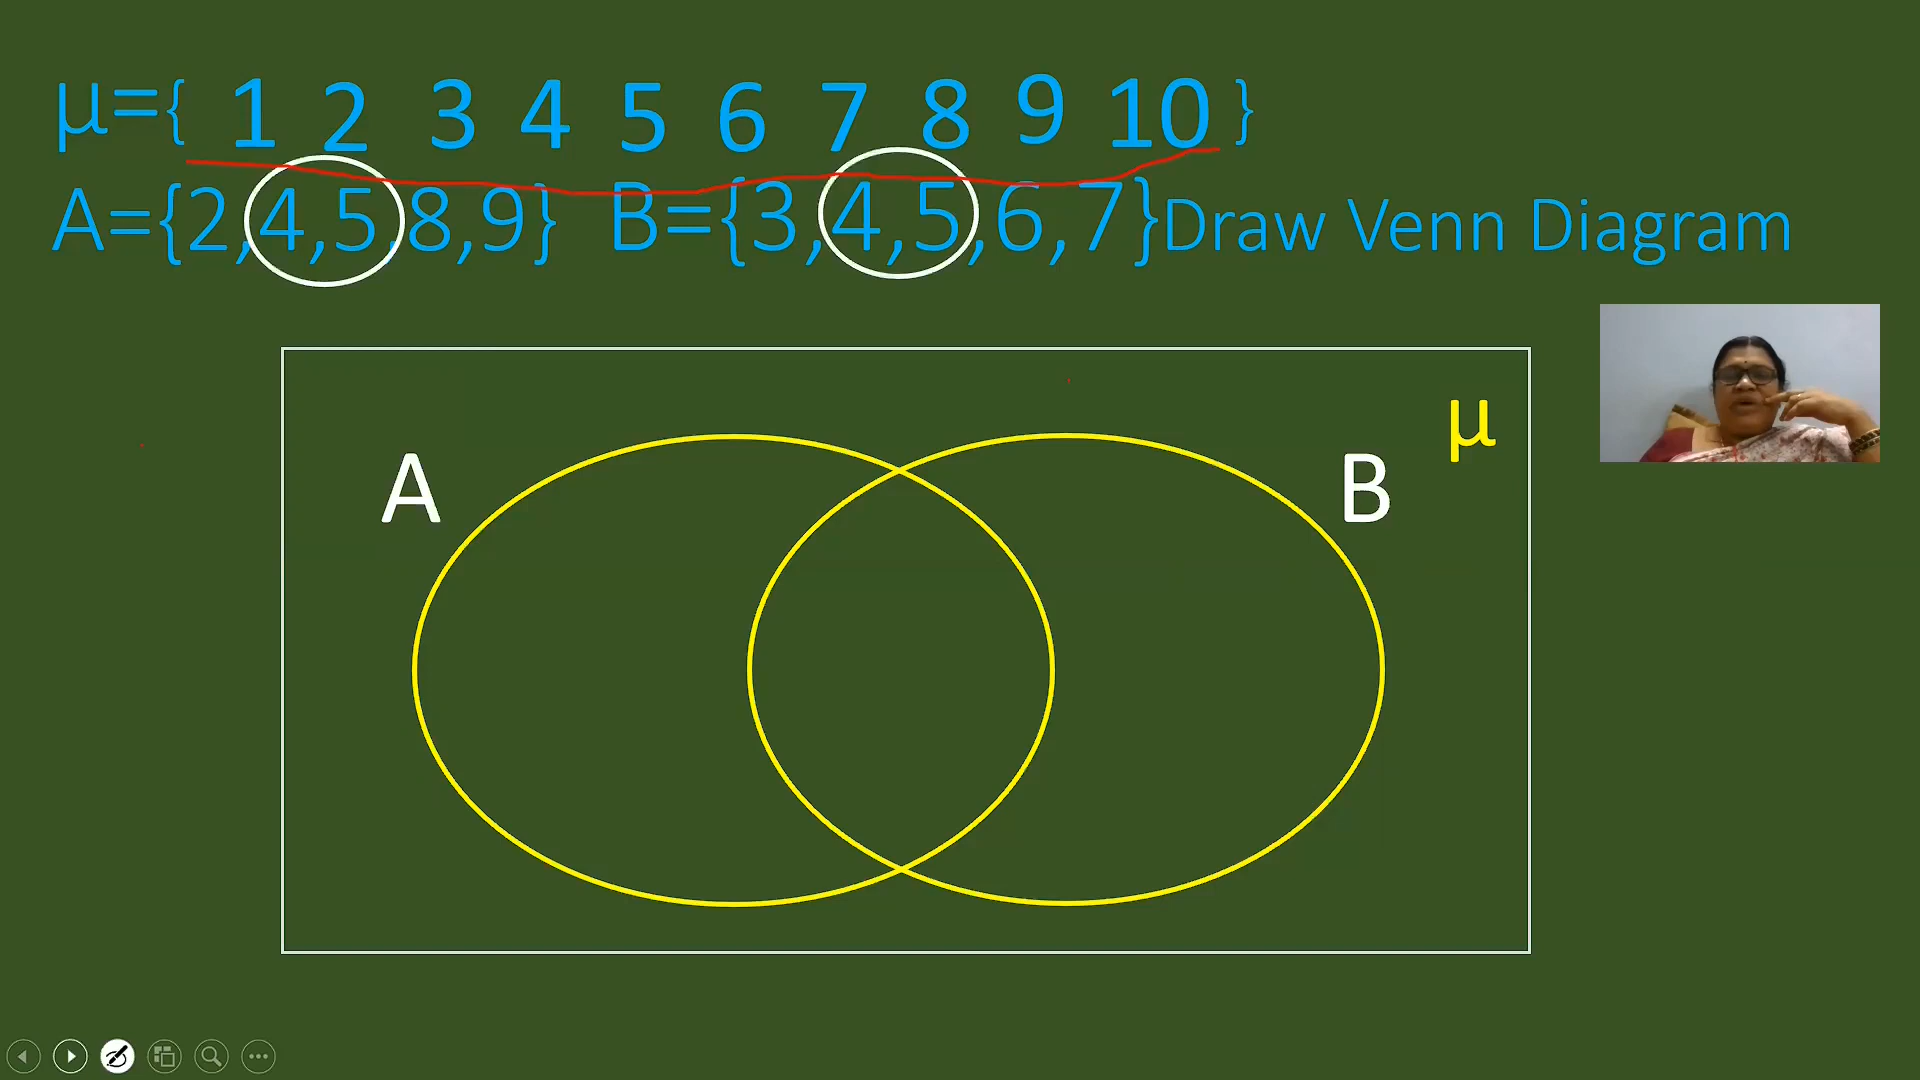 μ={ 1 2 3 4 5 6 7 8 9 10 }
A={2,4,5,8,9} B={3,4,5,6,7}Draw Venn Diagram
μ
A B